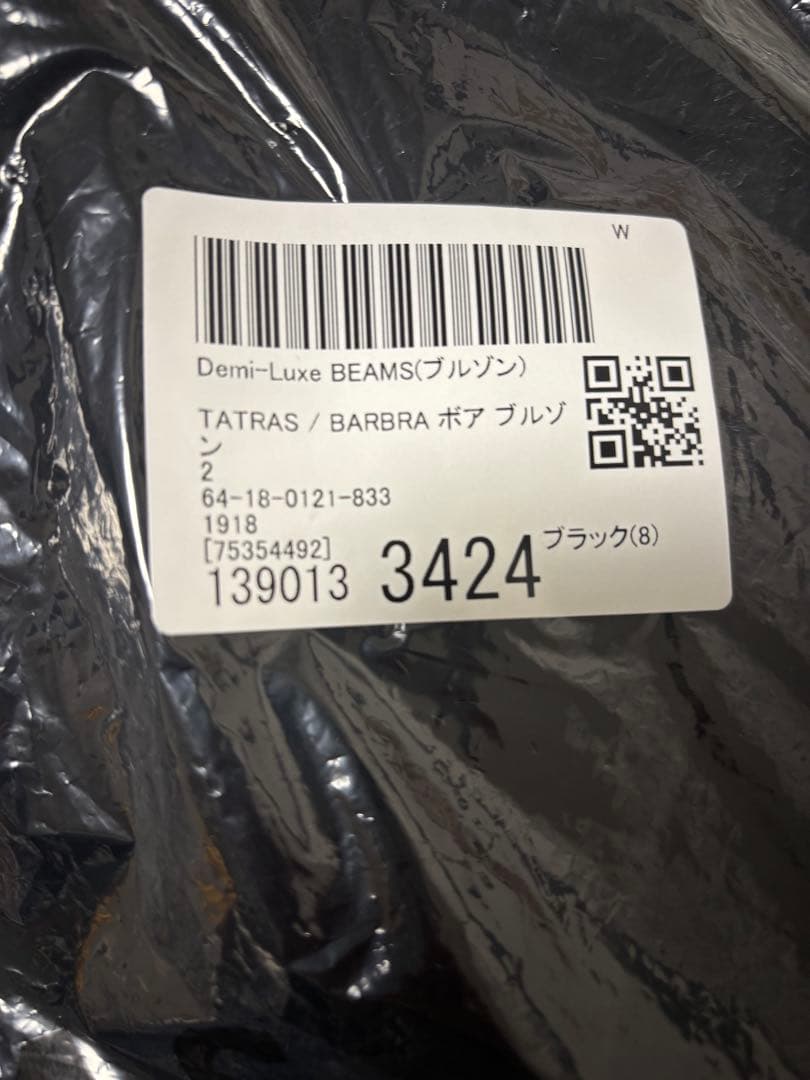 W
Demi-Luxe BEAMS(ブルゾン)
TATRAS / BARBRA ボア ブルゾ
ン
2
64-18-0121-833
1918
[75354492]
ブラック(8)
139013 3424